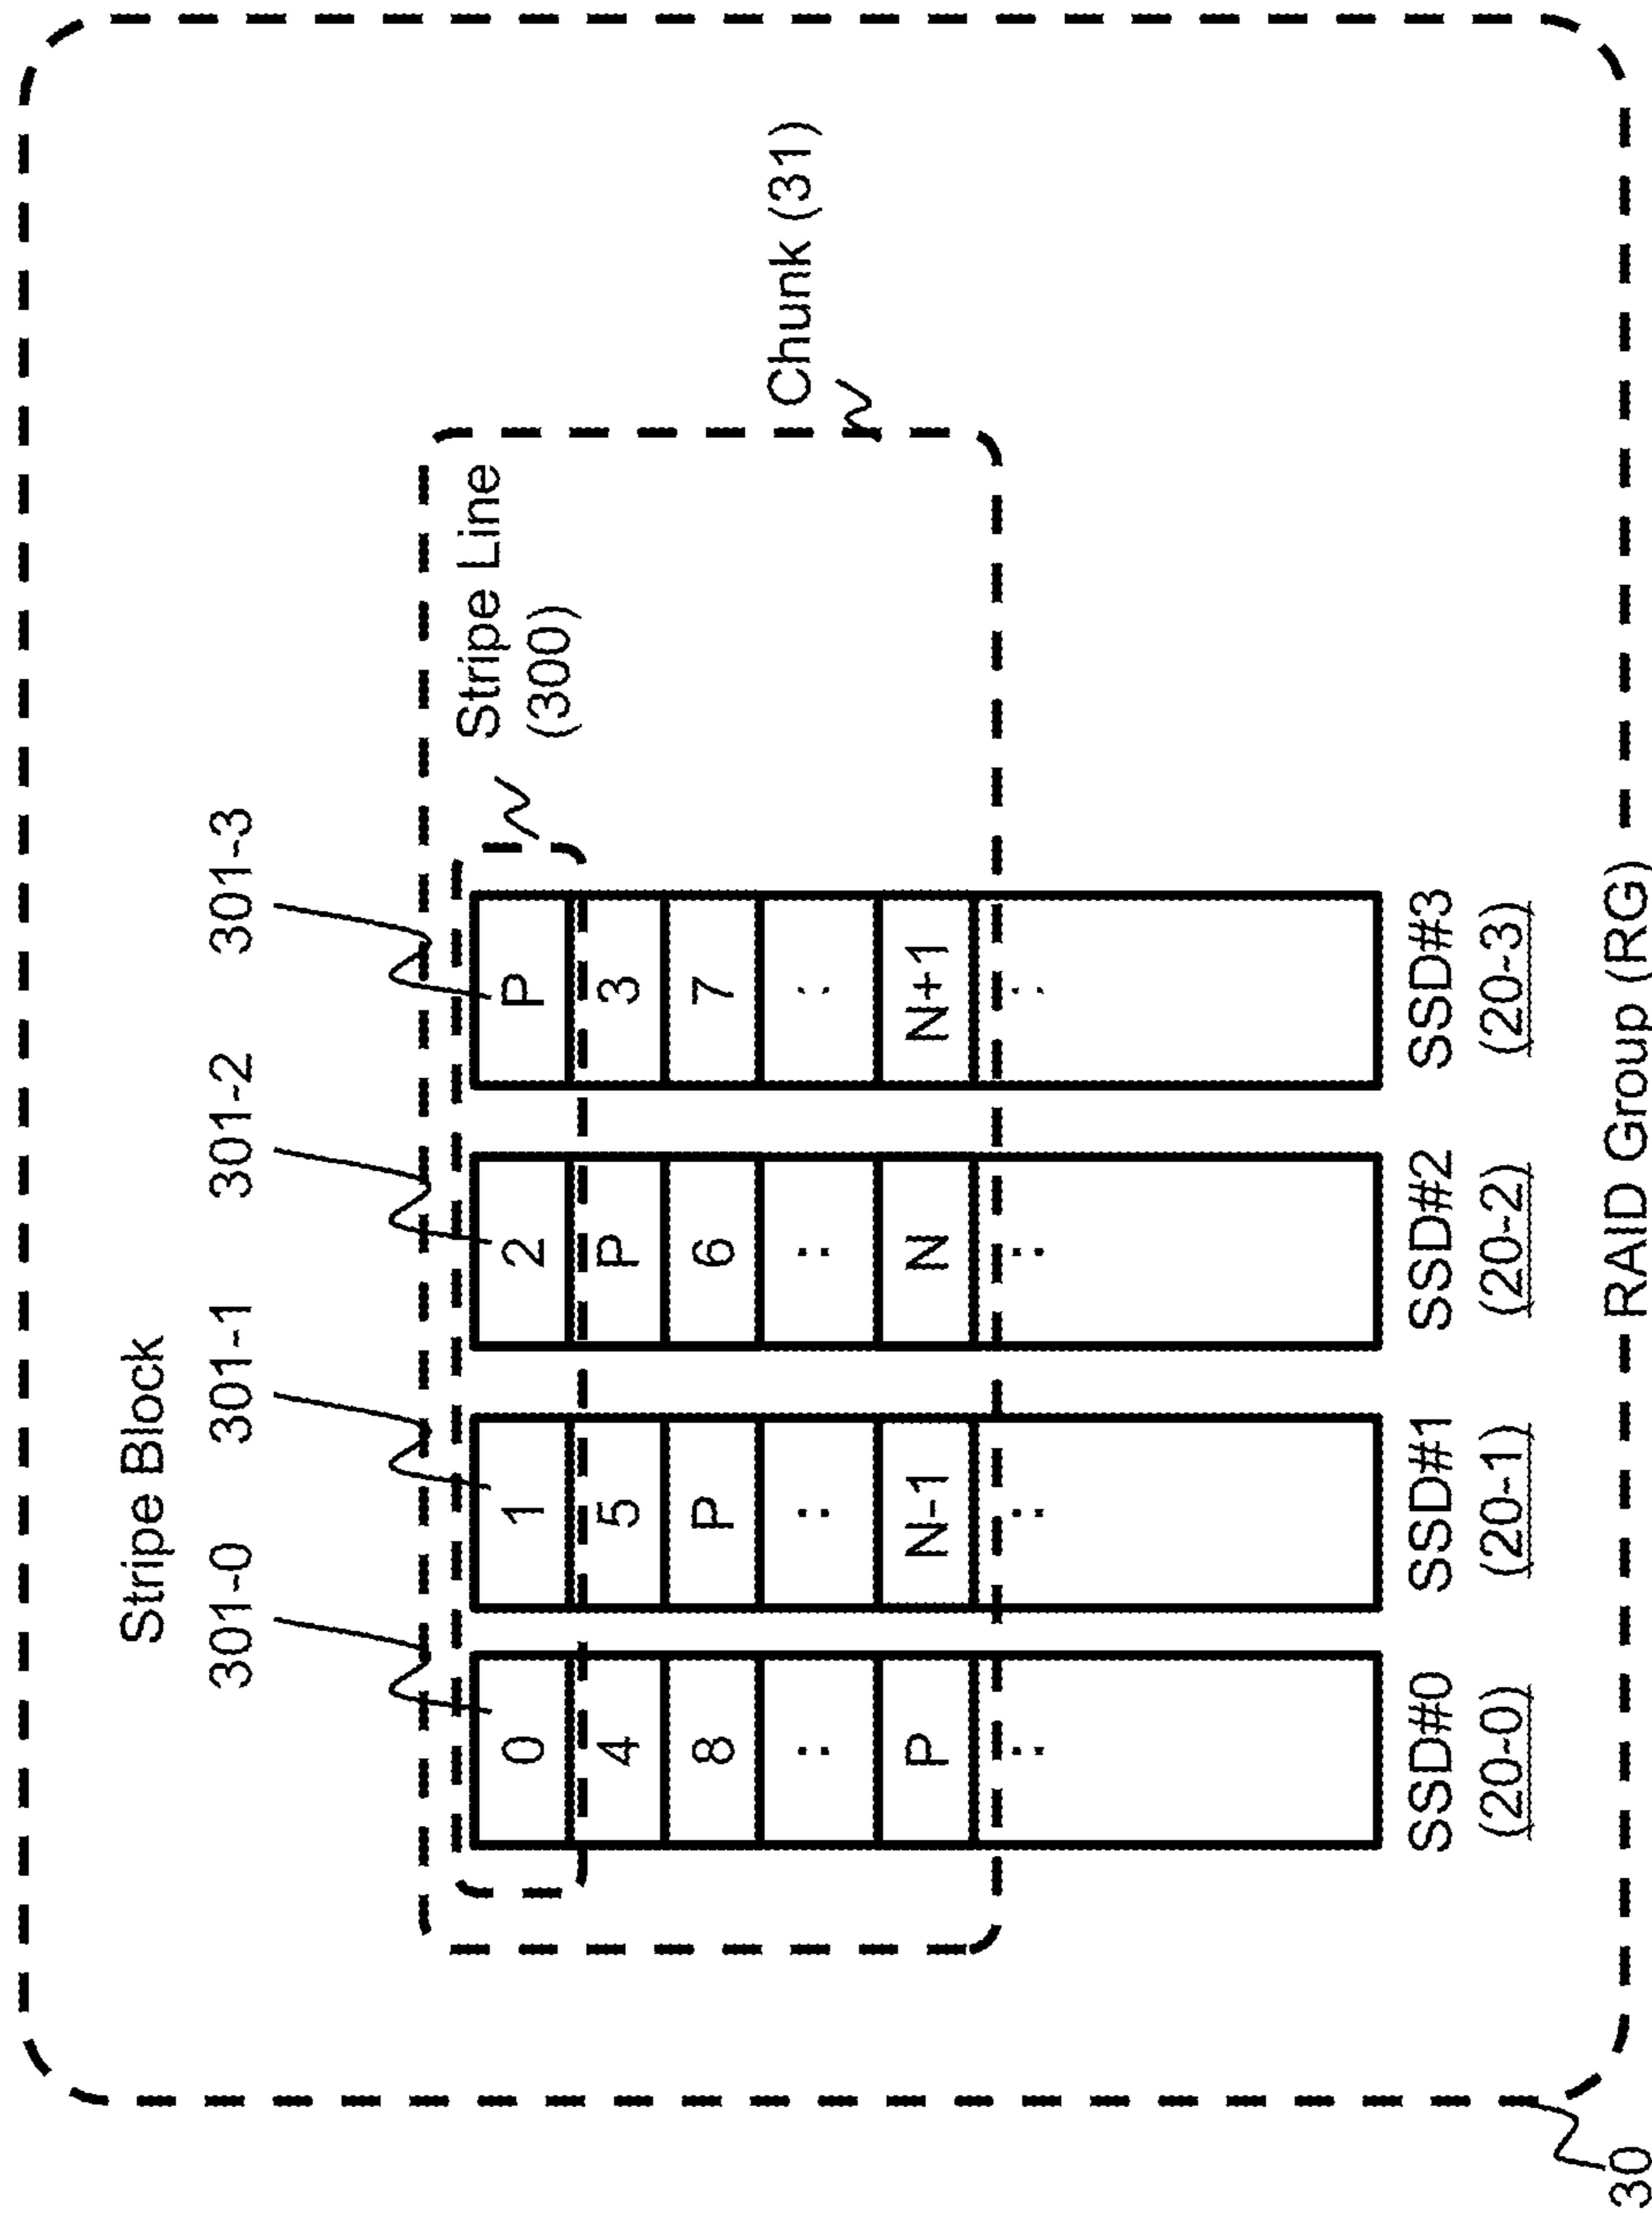 Stripe Block
301-0 301-1 301-2 301-3
Stripe Line
(300)
Chunk (31)
0 1 2 P
4 5 P 3
8 P 6 7
: : : :
P N-1 N N+1
: : : :
SSD#0 SSD#1 SSD#2 SSD#3
(20-0) (20-1) (20-2) (20-3)
RAID Group (RG)
30